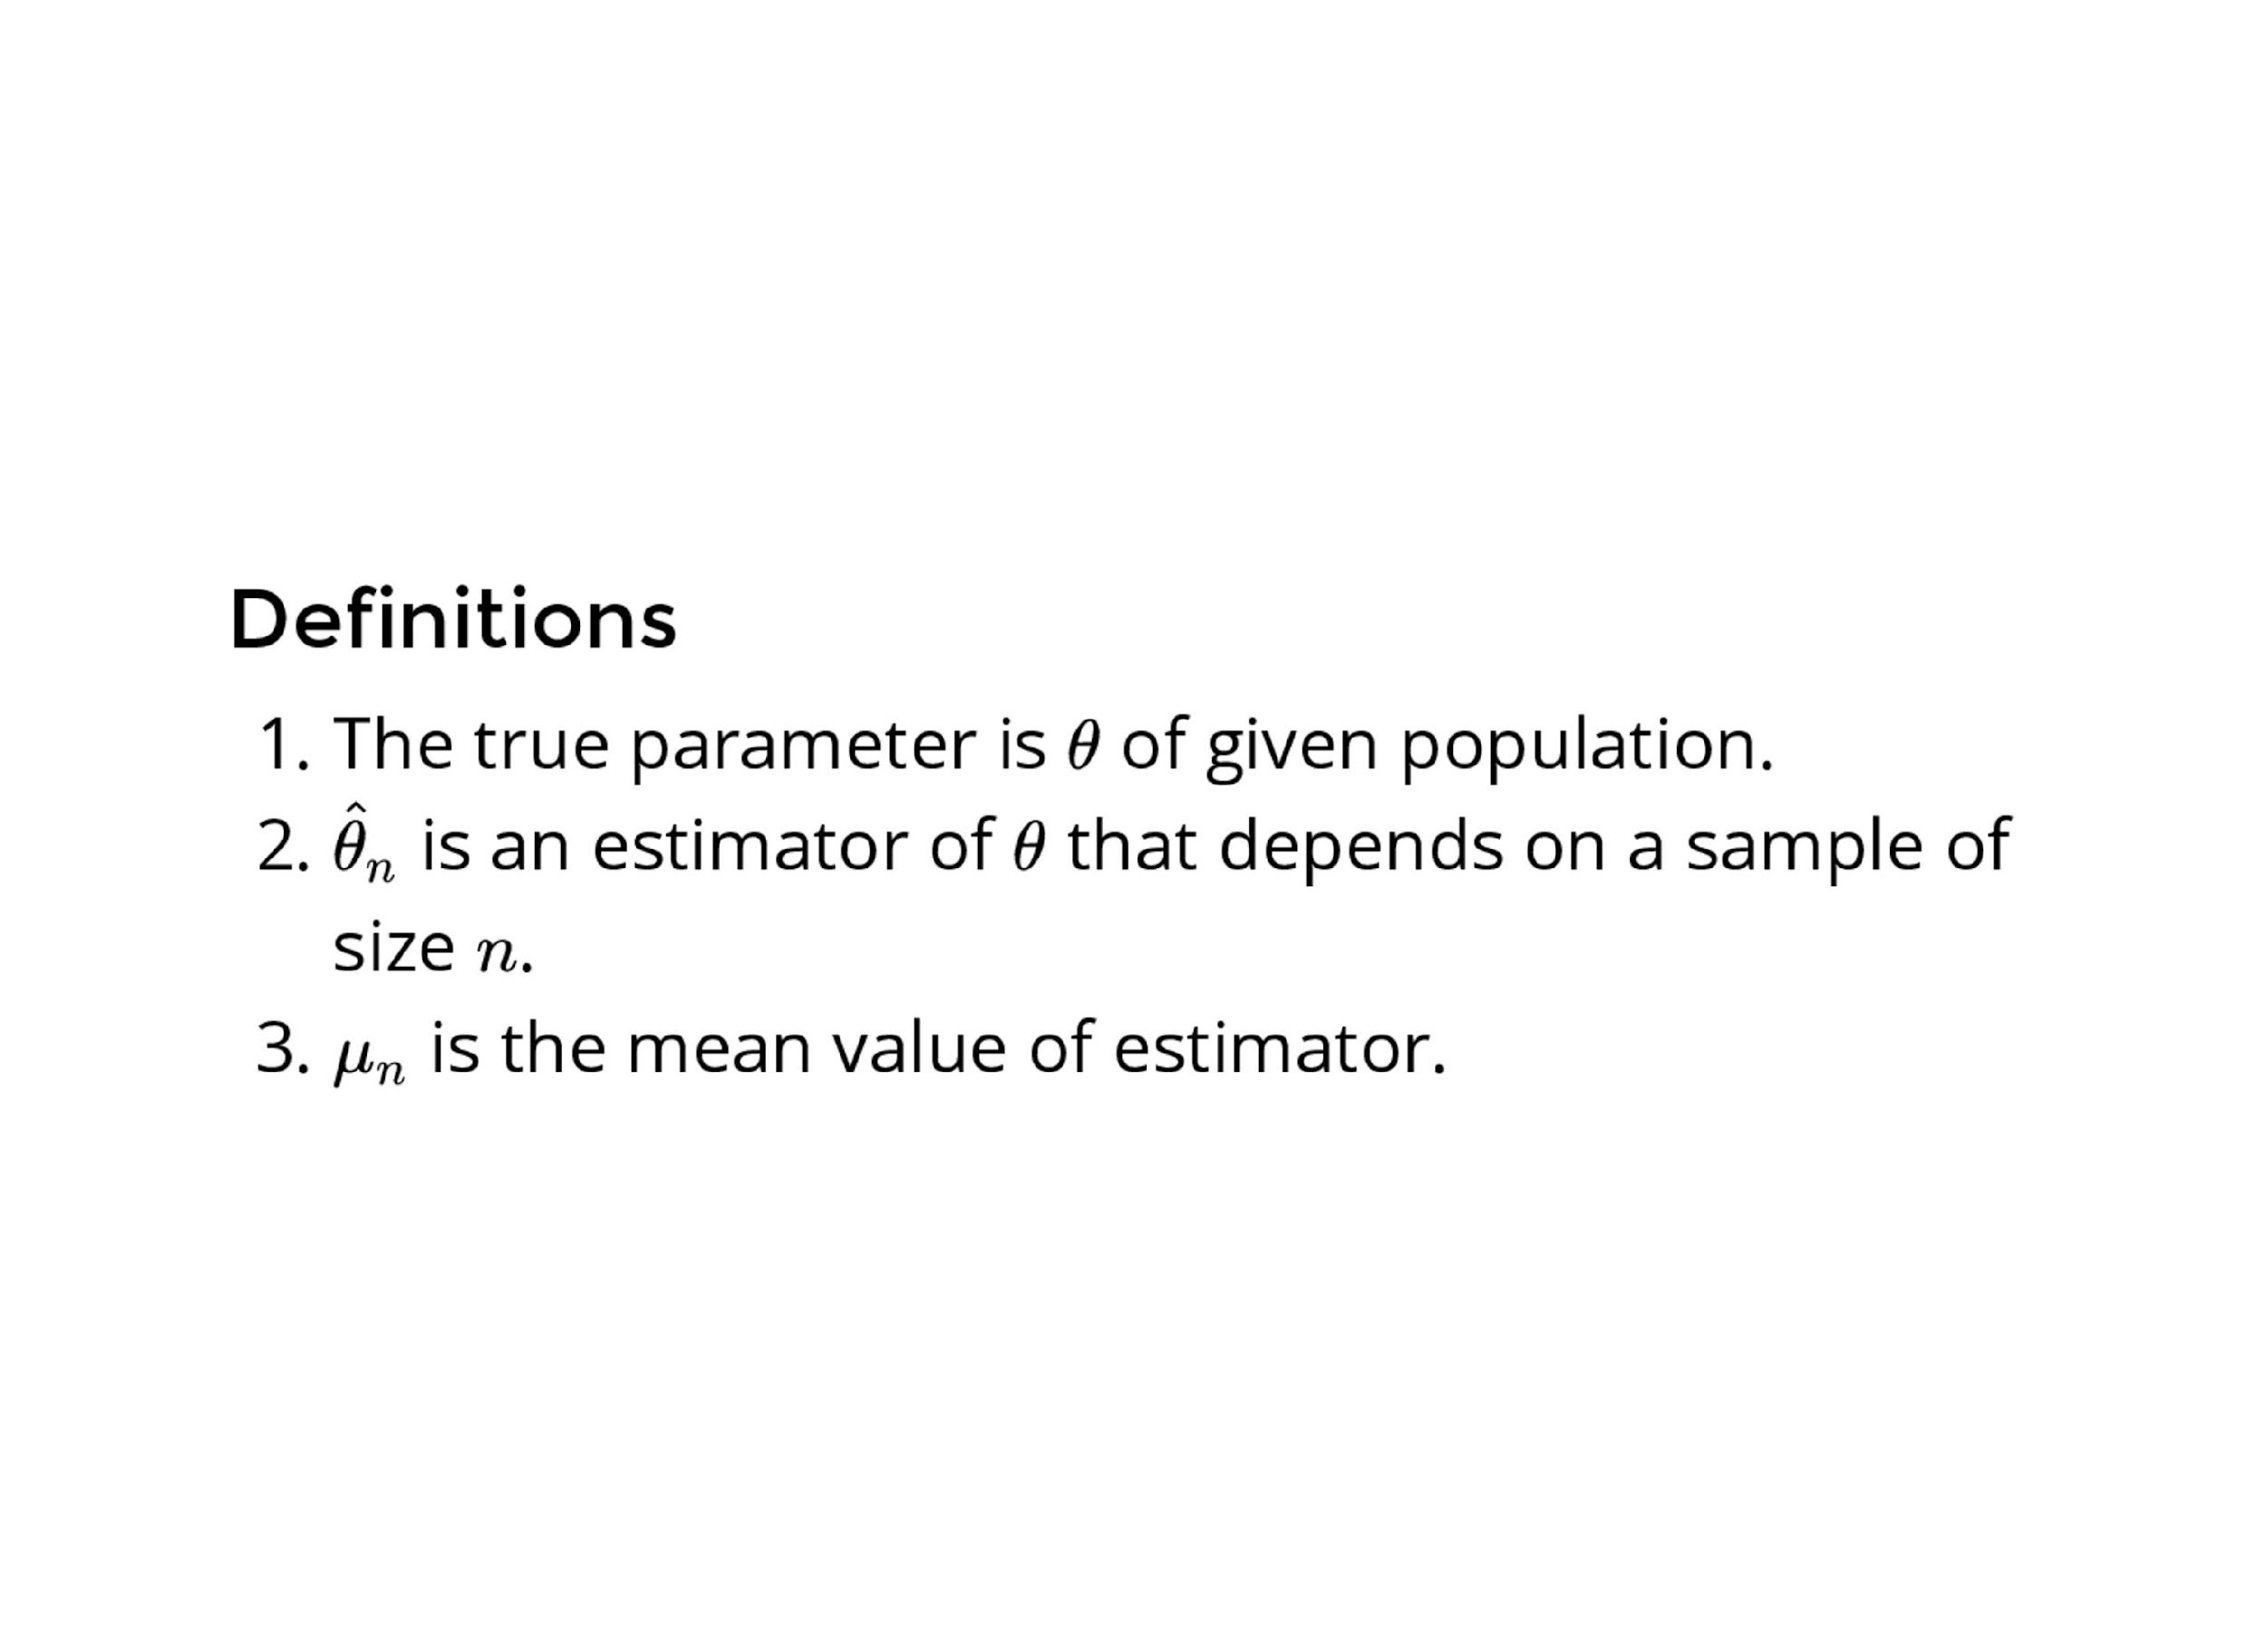 Definitions
1. The true parameter is θ of given population.
2. θ̂ₙ is an estimator of θ that depends on a sample of
size n.
3. μₙ is the mean value of estimator.